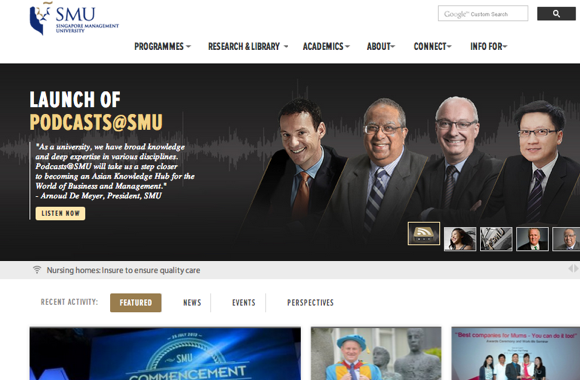 SMU
SINGAPORE MANAGEMENT
UNIVERSITY
Google™ Custom Search
PROGRAMMES
RESEARCH & LIBRARY
ACADEMICS
ABOUT
CONNECT
INFO FOR
LAUNCH OF
PODCASTS@SMU
"As a university, we have broad knowledge
and deep expertise in various disciplines.
Podcasts@SMU will take us a step closer
to becoming an Asian Knowledge Hub for the
World of Business and Management."
- Arnoud De Meyer, President, SMU
LISTEN NOW
Nursing homes: Insure to ensure quality care
RECENT ACTIVITY:
FEATURED
NEWS
EVENTS
PERSPECTIVES
SMU
COMMENCEMENT
"Best companies for Mums - You can do it too!"